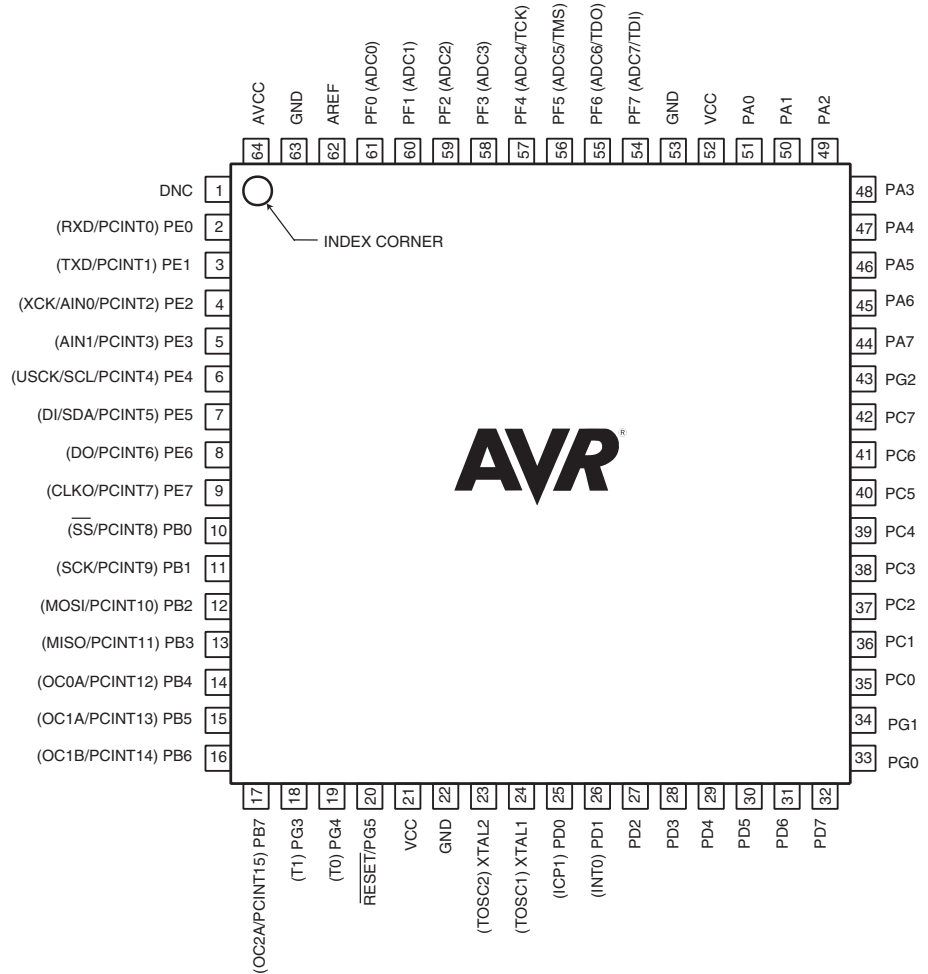 AVCC
GND
AREF
PF0 (ADC0)
PF1 (ADC1)
PF2 (ADC2)
PF3 (ADC3)
PF4 (ADC4/TCK)
PF5 (ADC5/TMS)
PF6 (ADC6/TDO)
PF7 (ADC7/TDI)
GND
VCC
PA0
PA1
PA2
64
63
62
61
60
59
58
57
56
55
54
53
52
51
50
49
DNC 1
(RXD/PCINT0) PE0 2
(TXD/PCINT1) PE1 3
(XCK/AIN0/PCINT2) PE2 4
(AIN1/PCINT3) PE3 5
(USCK/SCL/PCINT4) PE4 6
(DI/SDA/PCINT5) PE5 7
(DO/PCINT6) PE6 8
(CLKO/PCINT7) PE7 9
(SS/PCINT8) PB0 10
(SCK/PCINT9) PB1 11
(MOSI/PCINT10) PB2 12
(MISO/PCINT11) PB3 13
(OC0A/PCINT12) PB4 14
(OC1A/PCINT13) PB5 15
(OC1B/PCINT14) PB6 16
INDEX CORNER
AVR®
48 PA3
47 PA4
46 PA5
45 PA6
44 PA7
43 PG2
42 PC7
41 PC6
40 PC5
39 PC4
38 PC3
37 PC2
36 PC1
35 PC0
34 PG1
33 PG0
17
18
19
20
21
22
23
24
25
26
27
28
29
30
31
32
(OC2A/PCINT15) PB7
(T1) PG3
(T0) PG4
RESET/PG5
VCC
GND
(TOSC2) XTAL2
(TOSC1) XTAL1
(ICP1) PD0
(INT0) PD1
PD2
PD3
PD4
PD5
PD6
PD7